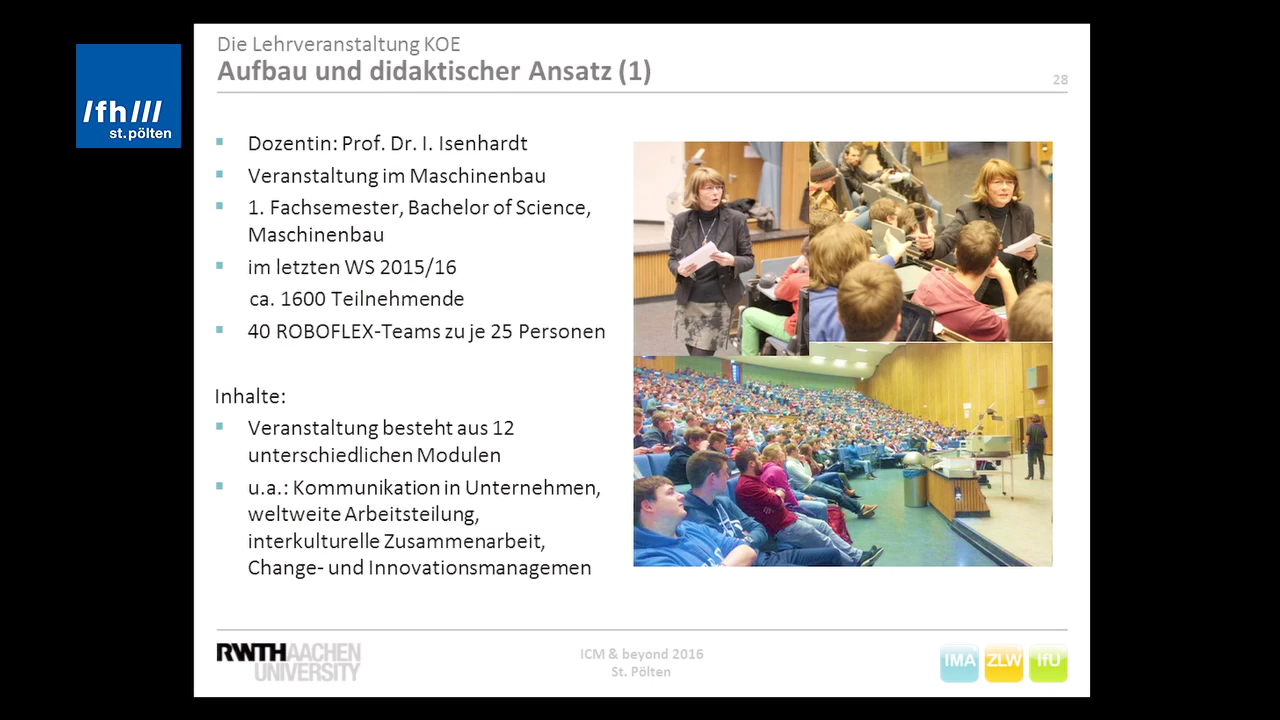 Die Lehrveranstaltung KOE
Aufbau und didaktischer Ansatz (1)
28
/fh///
st.pölten
Dozentin: Prof. Dr. I. Isenhardt
Veranstaltung im Maschinenbau
1. Fachsemester, Bachelor of Science,
Maschinenbau
im letzten WS 2015/16
ca. 1600 Teilnehmende
40 ROBOFLEX-Teams zu je 25 Personen
Inhalte:
Veranstaltung besteht aus 12
unterschiedlichen Modulen
u.a.: Kommunikation in Unternehmen,
weltweite Arbeitsteilung,
interkulturelle Zusammenarbeit,
Change- und Innovationsmanagemen
RWTHAACHEN
UNIVERSITY
ICM & beyond 2016
St. Pölten
IMA ZLW IfU